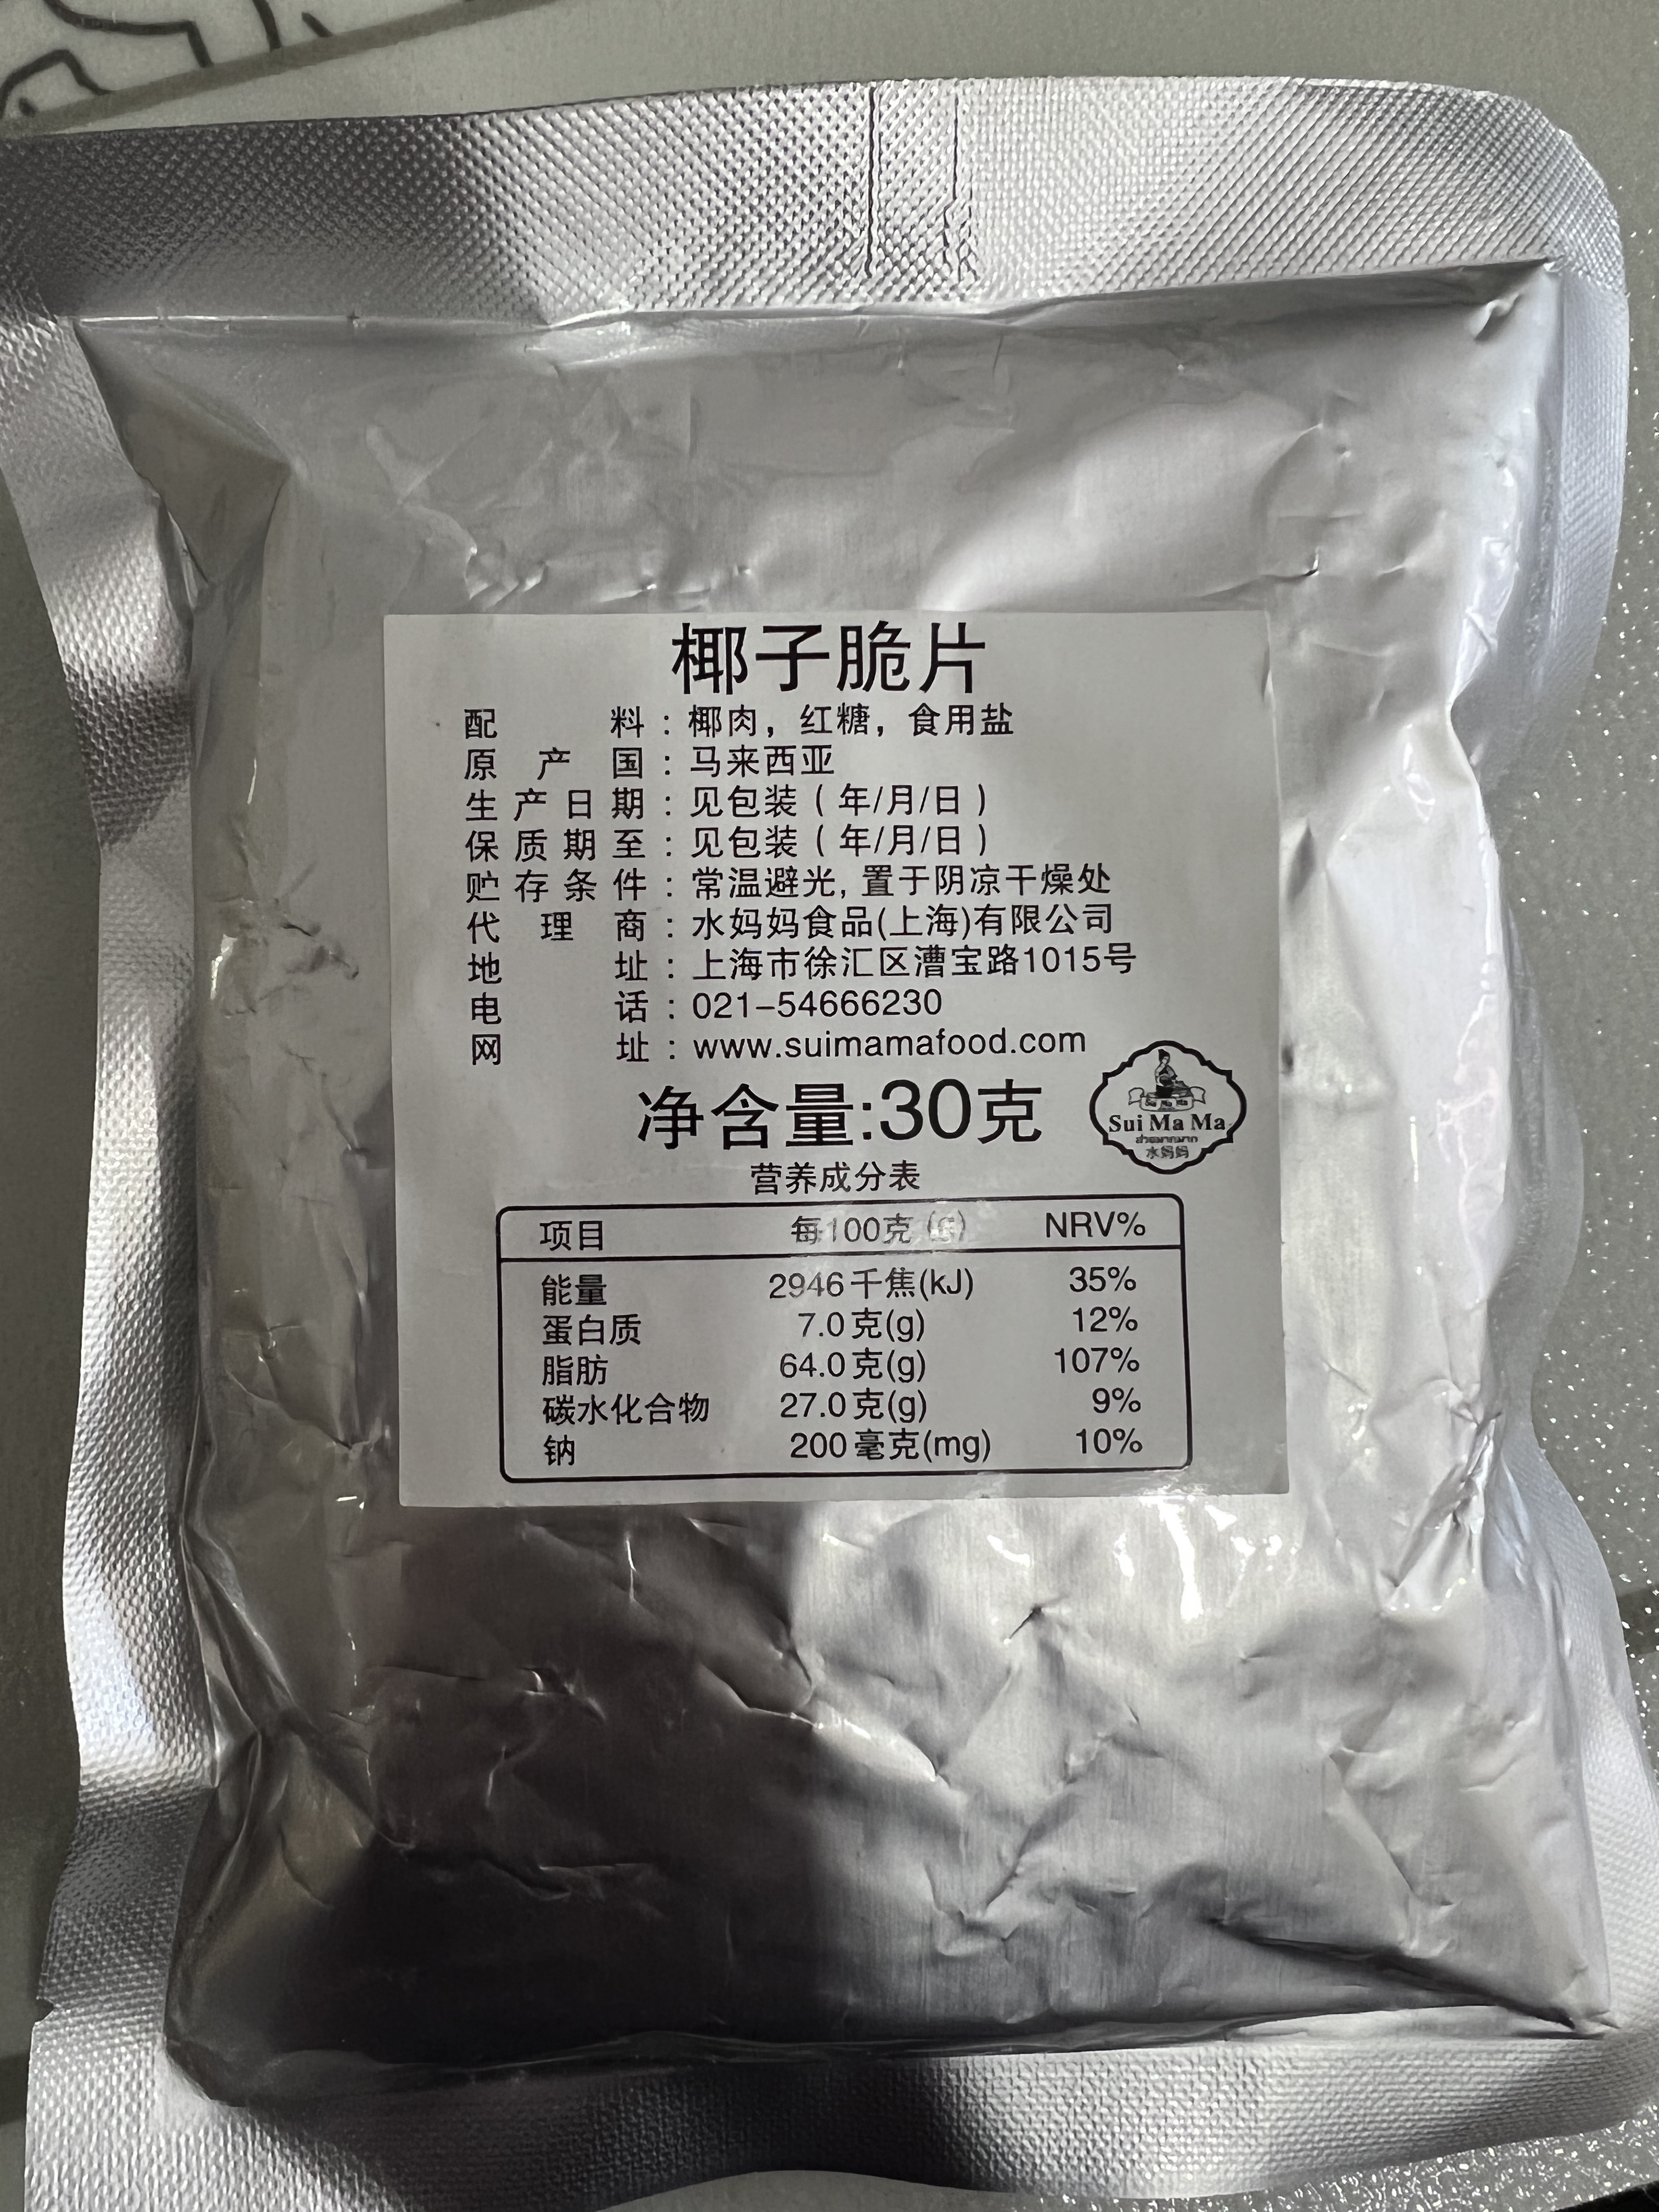 椰子脆片
配料：椰肉，红糖，食用盐
原产国：马来西亚
生产日期：见包装（年/月/日）
保质期至：见包装（年/月/日）
贮存条件：常温避光, 置于阴凉干燥处
代理商：水妈妈食品(上海)有限公司
地址：上海市徐汇区漕宝路1015号
电话：021-54666230
网址：www.suimamafood.com
净含量:30克
Sui Ma Ma
水妈妈
营养成分表
项目 每100克 (g) NRV%
能量 2946千焦(kJ) 35%
蛋白质 7.0克(g) 12%
脂肪 64.0克(g) 107%
碳水化合物 27.0克(g) 9%
钠 200毫克(mg) 10%